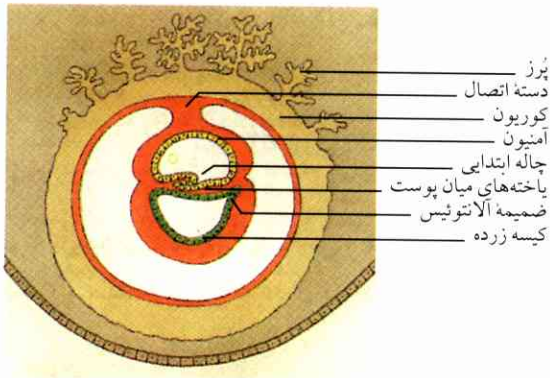 پُرز
دستهٔ اتصال
کوریون
آمنیون
چاله ابتدایی
یاخته‌های میان پوست
ضمیمهٔ آلانتوئیس
کیسه زرده